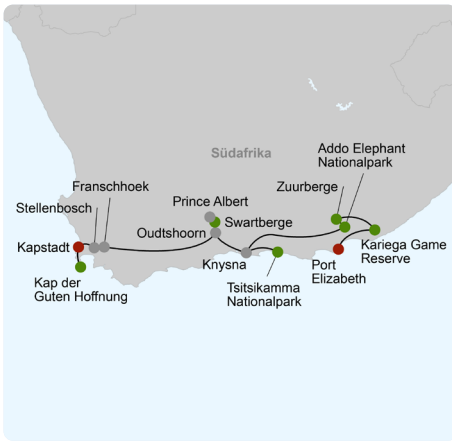 Addo Elephant
Nationalpark
Südafrika
Zuurberge
Franschhoek
Prince Albert
Stellenbosch
Swartberge
Oudtshoorn
Kapstadt
Kariega Game
Reserve
Knysna
Port
Elizabeth
Kap der
Guten Hoffnung
Tsitsikamma
Nationalpark